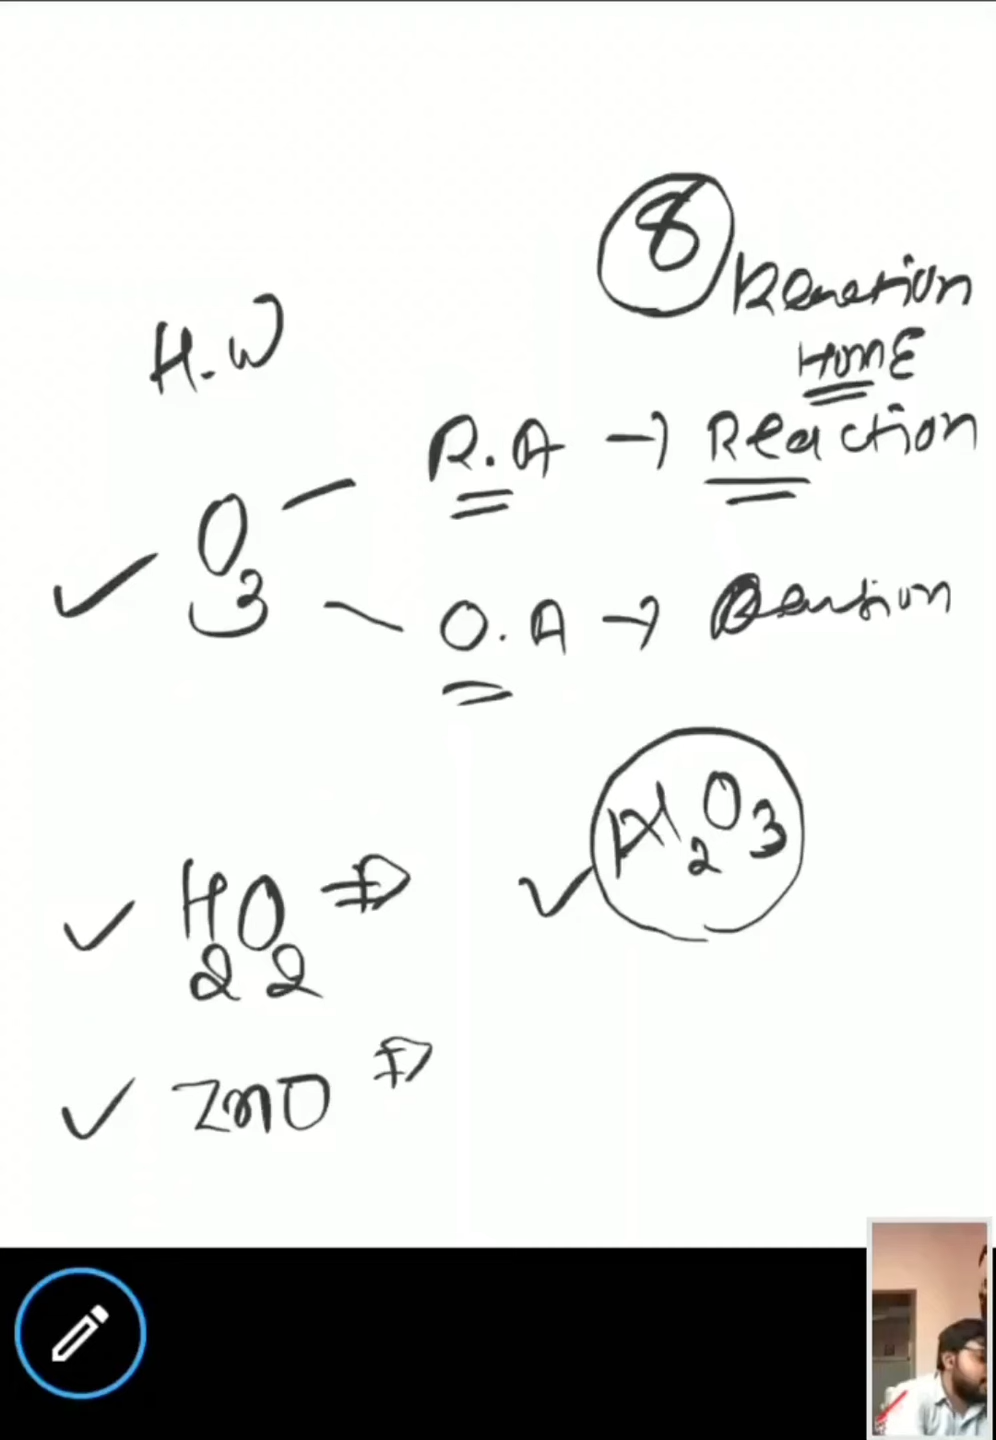 8
Reaction
H.W
HOME
R.A → Reaction
O3
O.A → Reaction
Al2O3
H2O2 ⇒
ZnO ⇒